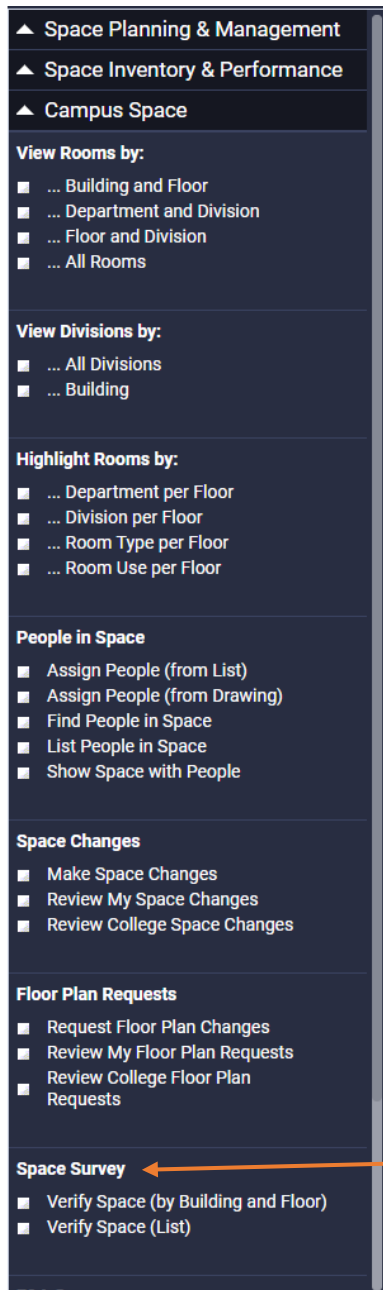 Space Planning & Management
Space Inventory & Performance
Campus Space
View Rooms by:
... Building and Floor
... Department and Division
... Floor and Division
... All Rooms
View Divisions by:
... All Divisions
... Building
Highlight Rooms by:
... Department per Floor
... Division per Floor
... Room Type per Floor
... Room Use per Floor
People in Space
Assign People (from List)
Assign People (from Drawing)
Find People in Space
List People in Space
Show Space with People
Space Changes
Make Space Changes
Review My Space Changes
Review College Space Changes
Floor Plan Requests
Request Floor Plan Changes
Review My Floor Plan Requests
Review College Floor Plan
Requests
Space Survey
Verify Space (by Building and Floor)
Verify Space (List)